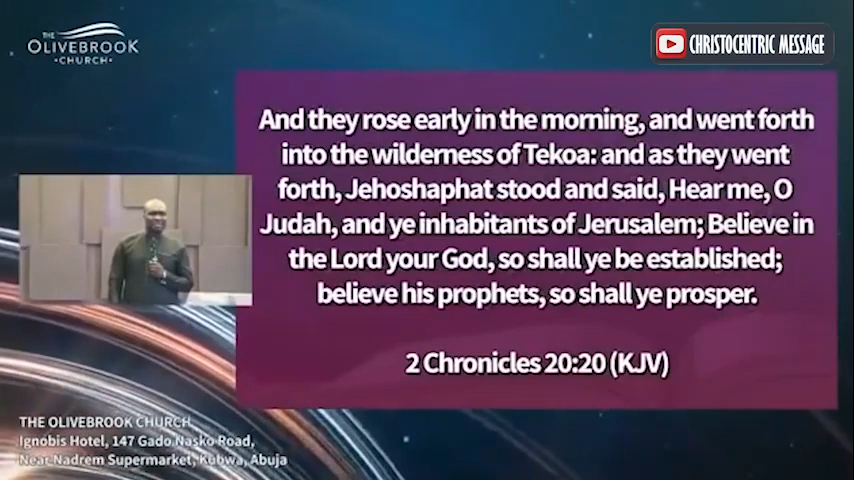 THE
OLIVEBROOK
•CHURCH•
CHRISTOCENTRIC MESSAGE
And they rose early in the morning, and went forth
into the wilderness of Tekoa: and as they went
forth, Jehoshaphat stood and said, Hear me, O
Judah, and ye inhabitants of Jerusalem; Believe in
the Lord your God, so shall ye be established;
believe his prophets, so shall ye prosper.
2 Chronicles 20:20 (KJV)
THE OLIVEBROOK CHURCH
Ignobis Hotel, 147 Gado Nasko Road,
Near Nadrem Supermarket, Kubwa, Abuja